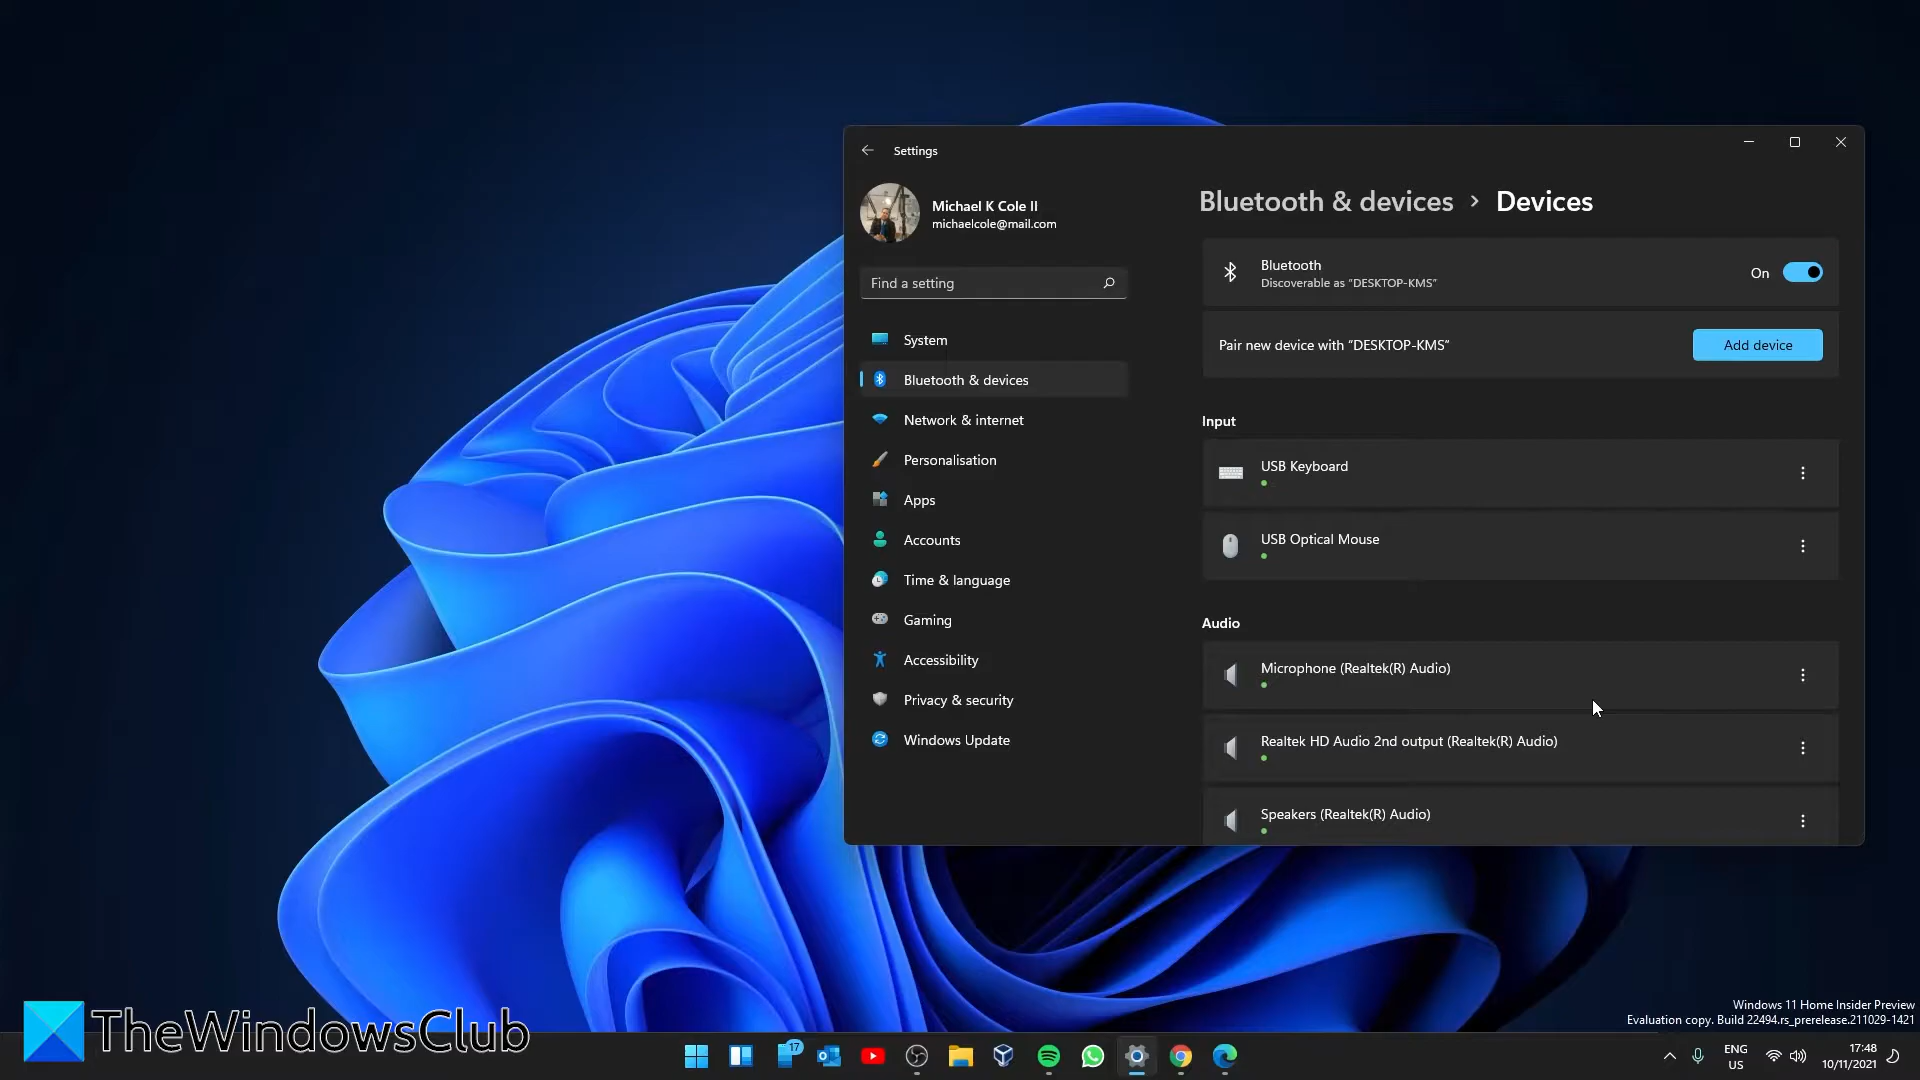 Settings
Michael K Cole II
michaelcole@mail.com
Find a setting
System
Bluetooth & devices
Network & internet
Personalisation
Apps
Accounts
Time & language
Gaming
Accessibility
Privacy & security
Windows Update
Bluetooth & devices > Devices
Bluetooth
Discoverable as “DESKTOP-KMS”
On
Pair new device with “DESKTOP-KMS”
Add device
Input
USB Keyboard
USB Optical Mouse
Audio
Microphone (Realtek(R) Audio)
Realtek HD Audio 2nd output (Realtek(R) Audio)
Speakers (Realtek(R) Audio)
Windows 11 Home Insider Preview
Evaluation copy. Build 22494.rs_prerelease.211029-1421
TheWindowsClub
17
ENG
US
17:48
10/11/2021